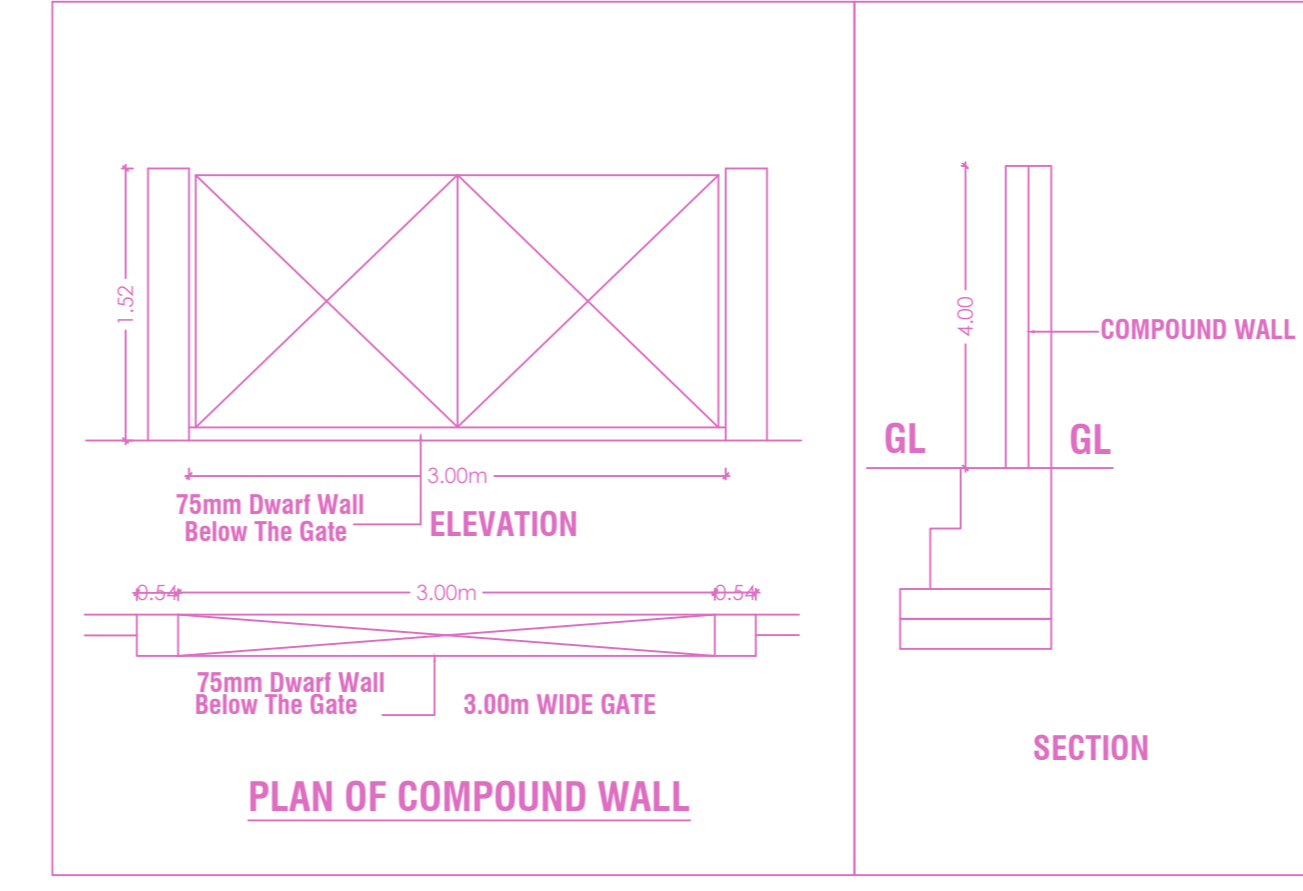 1.52
3.00m
75mm Dwarf Wall
Below The Gate
ELEVATION
0.54
3.00m
0.54
75mm Dwarf Wall
Below The Gate
3.00m WIDE GATE
PLAN OF COMPOUND WALL
4.00
COMPOUND WALL
GL
GL
SECTION